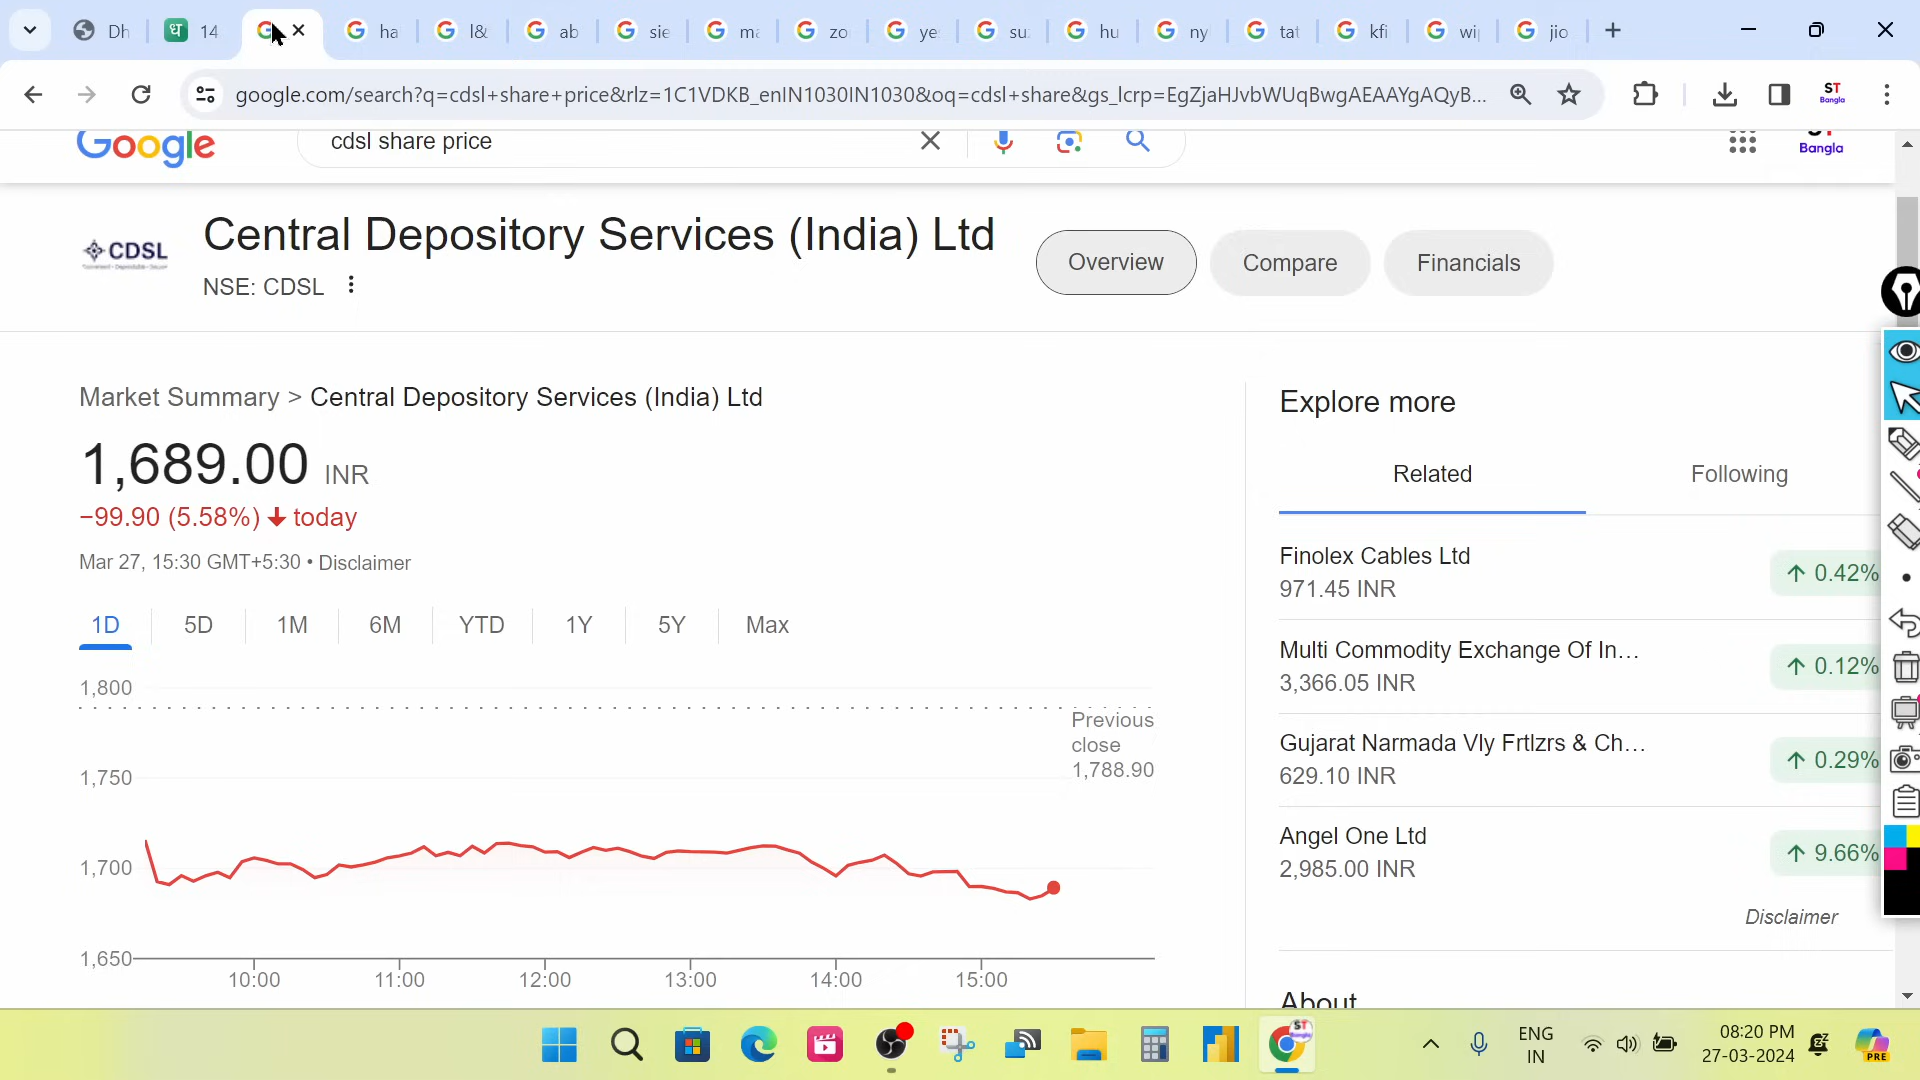 Dh
ध 14
ha
l&
ab
sie
ma
zo
ye
su
hu
ny
tat
kfi
wi
jio
google.com/search?q=cdsl+share+price&rlz=1C1VDKB_enIN1030IN1030&oq=cdsl+share&gs_lcrp=EgZjaHJvbWUqBwgAEAAYgAQyB...
ST
Bangla
Google
cdsl share price
ST
Bangla
CDSL
Central Depository Services (India) Ltd
NSE: CDSL
Overview
Compare
Financials
Market Summary > Central Depository Services (India) Ltd
1,689.00 INR
−99.90 (5.58%) ↓ today
Mar 27, 15:30 GMT+5:30 • Disclaimer
1D 5D 1M 6M YTD 1Y 5Y Max
1,800
Previous
close
1,788.90
1,750
1,700
1,650
10:00 11:00 12:00 13:00 14:00 15:00
Explore more
Related
Following
Finolex Cables Ltd
971.45 INR
↑ 0.42%
Multi Commodity Exchange Of In...
3,366.05 INR
↑ 0.12%
Gujarat Narmada Vly Frtlzrs & Ch...
629.10 INR
↑ 0.29%
Angel One Ltd
2,985.00 INR
↑ 9.66%
Disclaimer
About
ST
ENG
IN
08:20 PM
27-03-2024
PRE